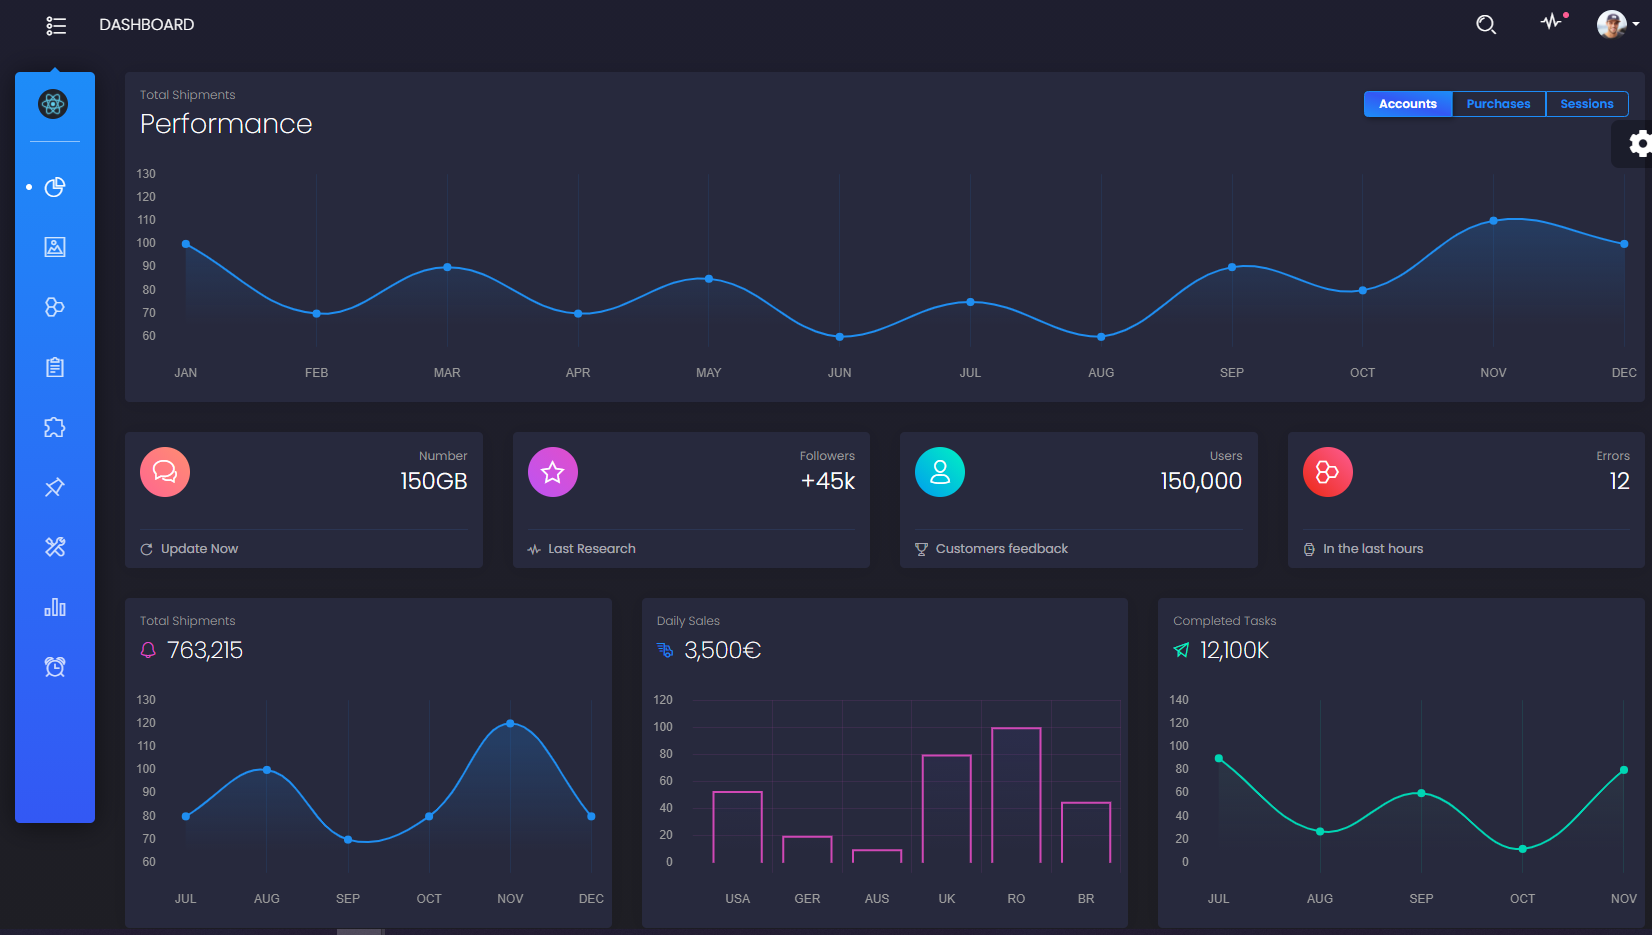 DASHBOARD
Total Shipments
Performance
Accounts Purchases Sessions
130
120
110
100
90
80
70
60
JAN FEB MAR APR MAY JUN JUL AUG SEP OCT NOV DEC
Number
150GB
Update Now
Followers
+45k
Last Research
Users
150,000
Customers feedback
Errors
12
In the last hours
Total Shipments
763,215
130
120
110
100
90
80
70
60
JUL AUG SEP OCT NOV DEC
Daily Sales
3,500€
120
100
80
60
40
20
0
USA GER AUS UK RO BR
Completed Tasks
12,100K
140
120
100
80
60
40
20
0
JUL AUG SEP OCT NOV